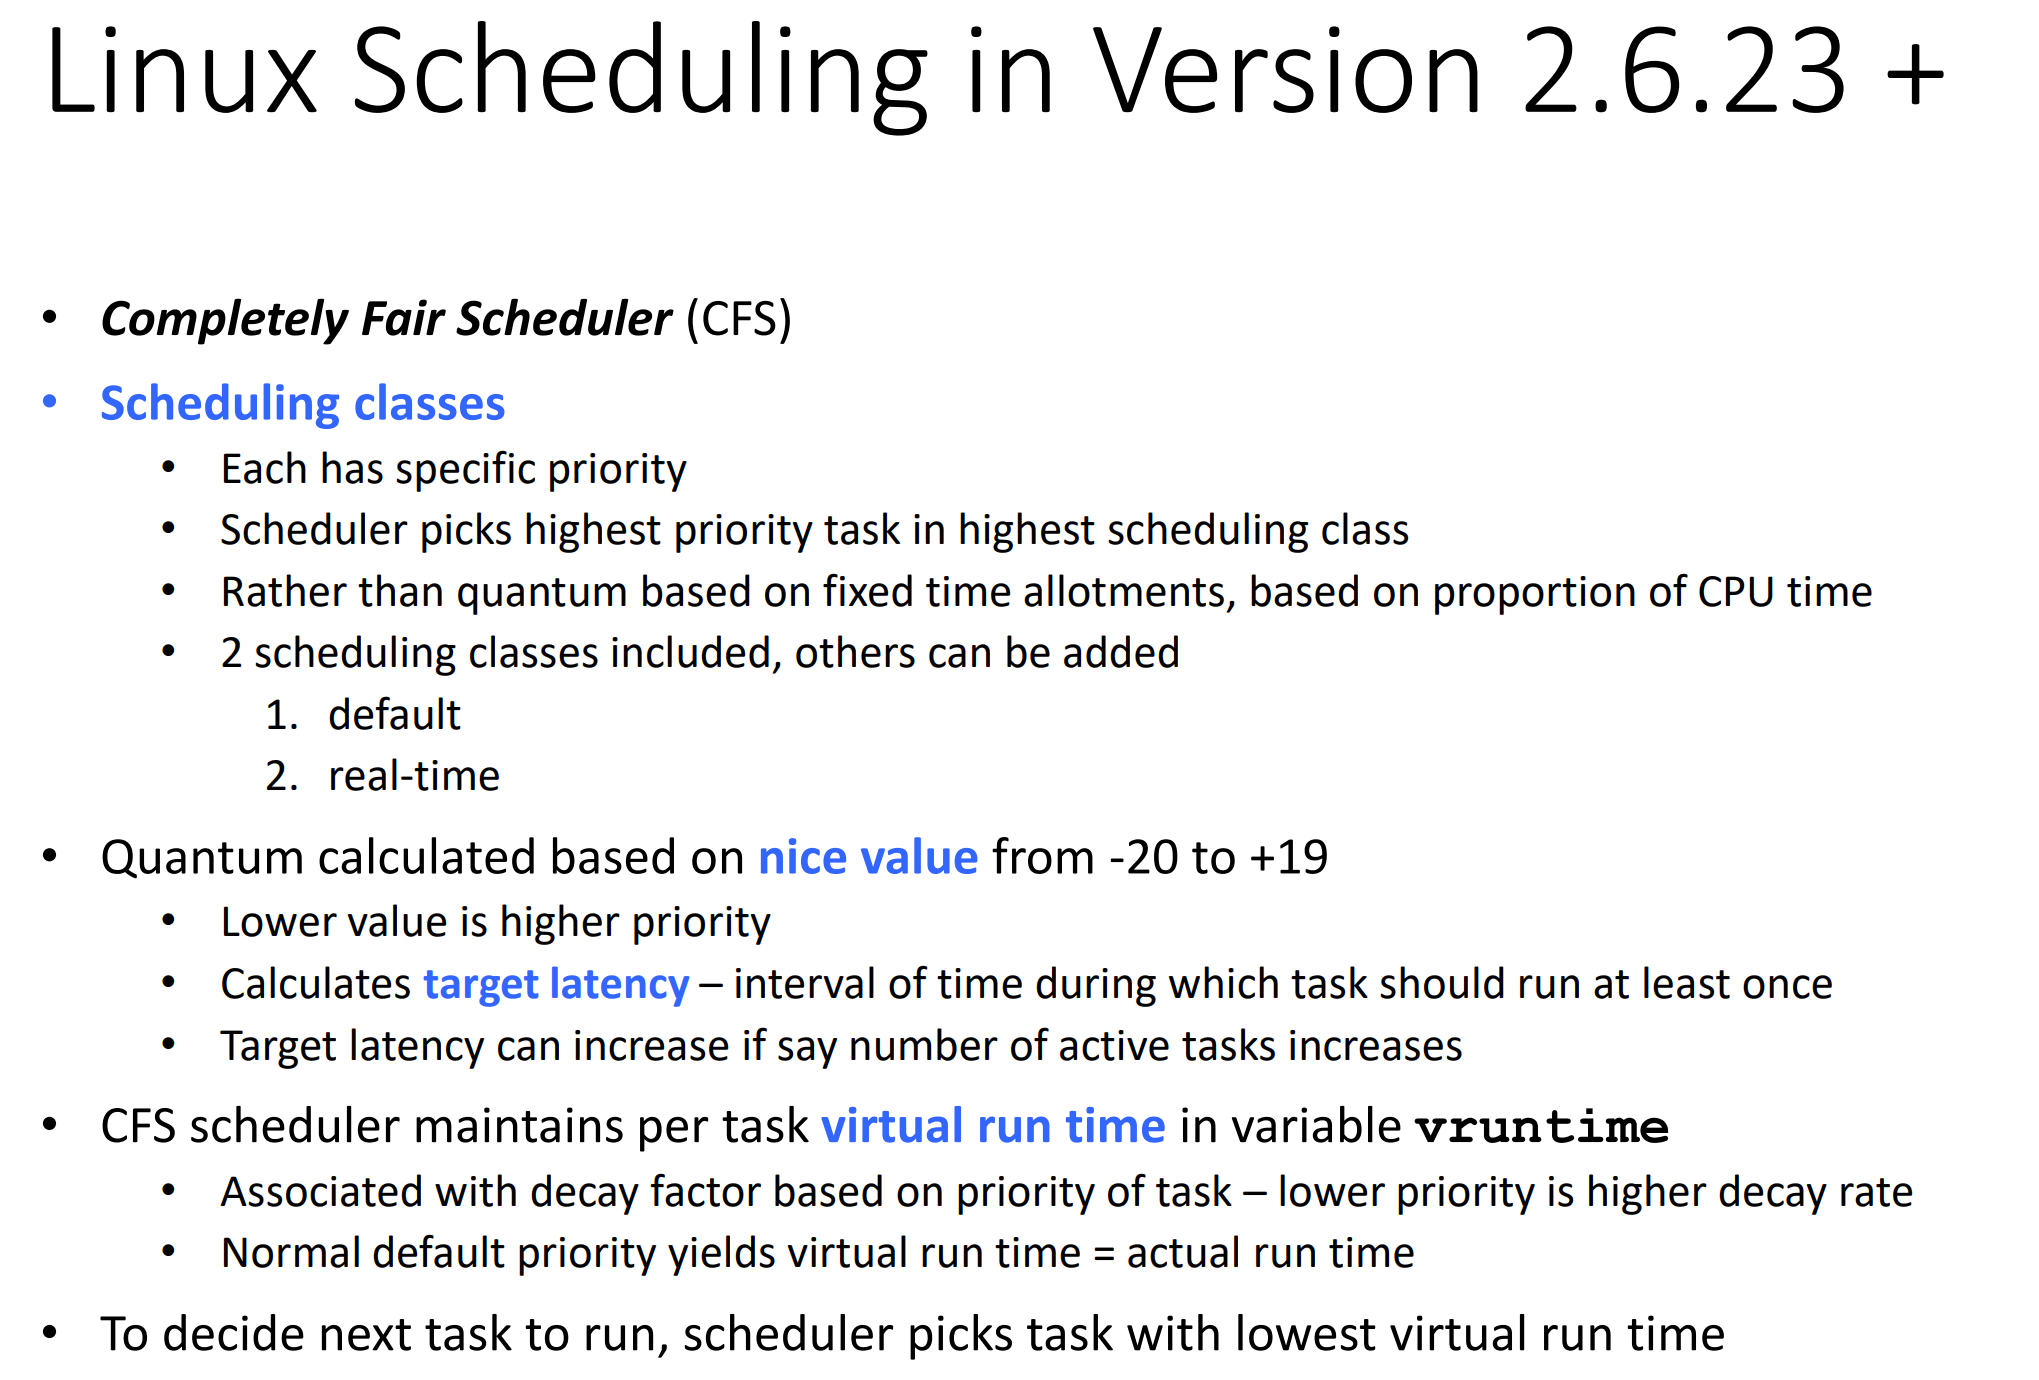 Linux Scheduling in Version 2.6.23 +
• Completely Fair Scheduler (CFS)
• Scheduling classes
• Each has specific priority
• Scheduler picks highest priority task in highest scheduling class
• Rather than quantum based on fixed time allotments, based on proportion of CPU time
• 2 scheduling classes included, others can be added
1. default
2. real-time
• Quantum calculated based on nice value from -20 to +19
• Lower value is higher priority
• Calculates target latency – interval of time during which task should run at least once
• Target latency can increase if say number of active tasks increases
• CFS scheduler maintains per task virtual run time in variable vruntime
• Associated with decay factor based on priority of task – lower priority is higher decay rate
• Normal default priority yields virtual run time = actual run time
• To decide next task to run, scheduler picks task with lowest virtual run time